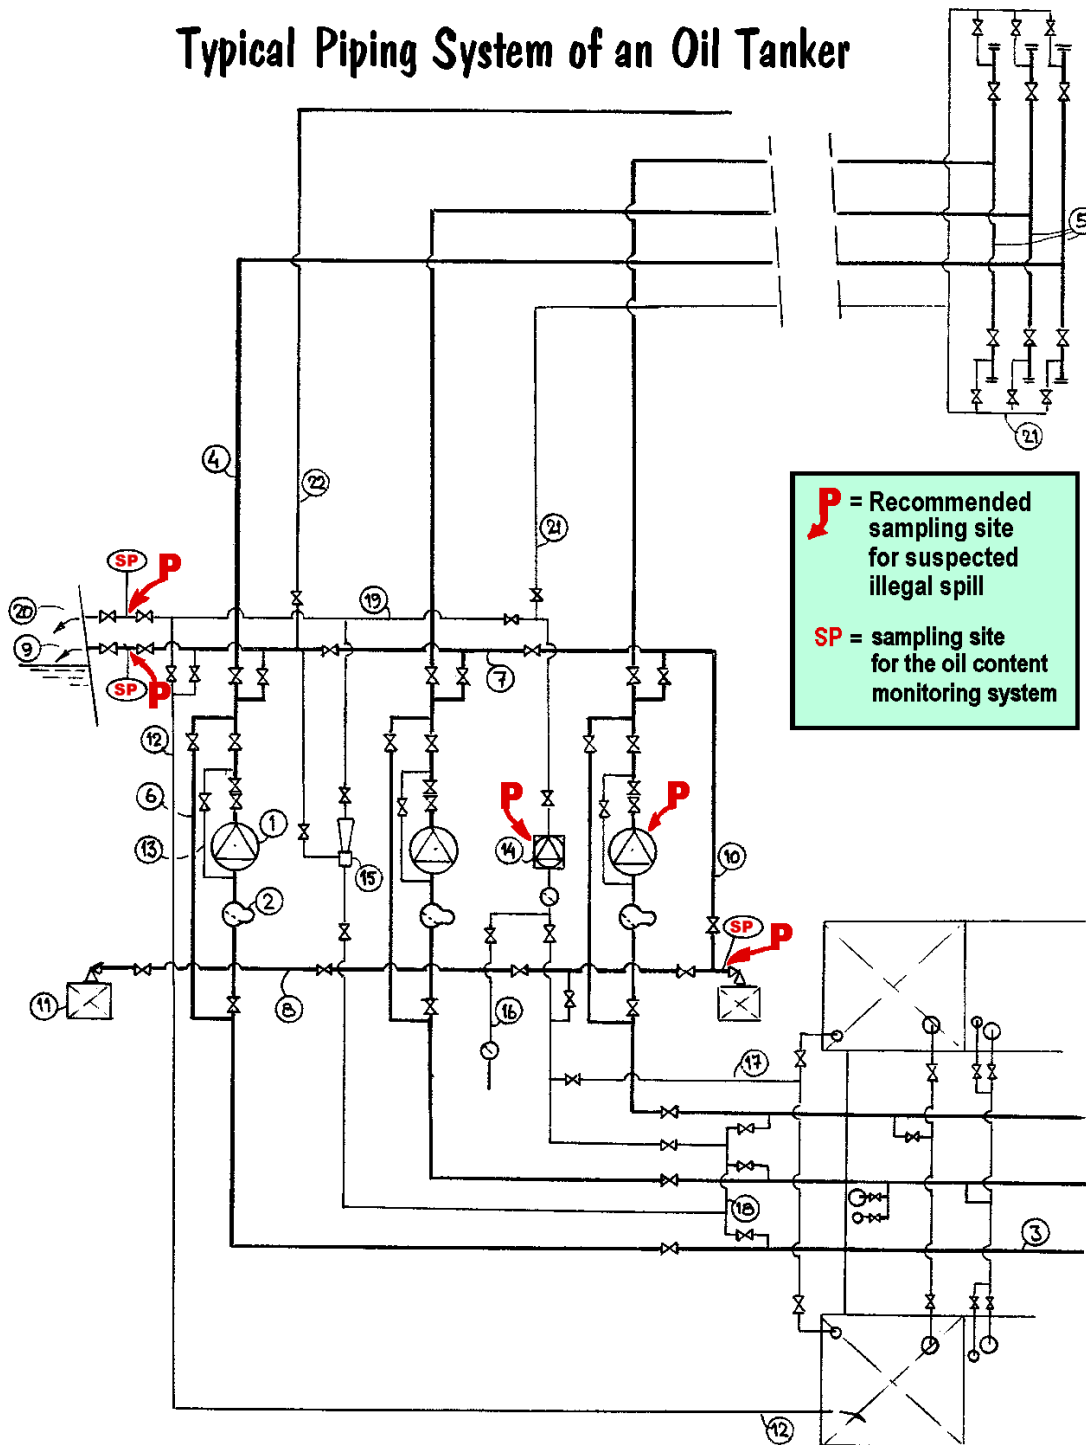 Typical Piping System of an Oil Tanker
5
21
4
22
P = Recommended
sampling site
for suspected
illegal spill
SP = sampling site
for the oil content
monitoring system
21
SP
P
20
19
9
7
SP
P
12
6
1
P
P
13
14
15
10
2
SP
P
11
8
16
17
18
3
12